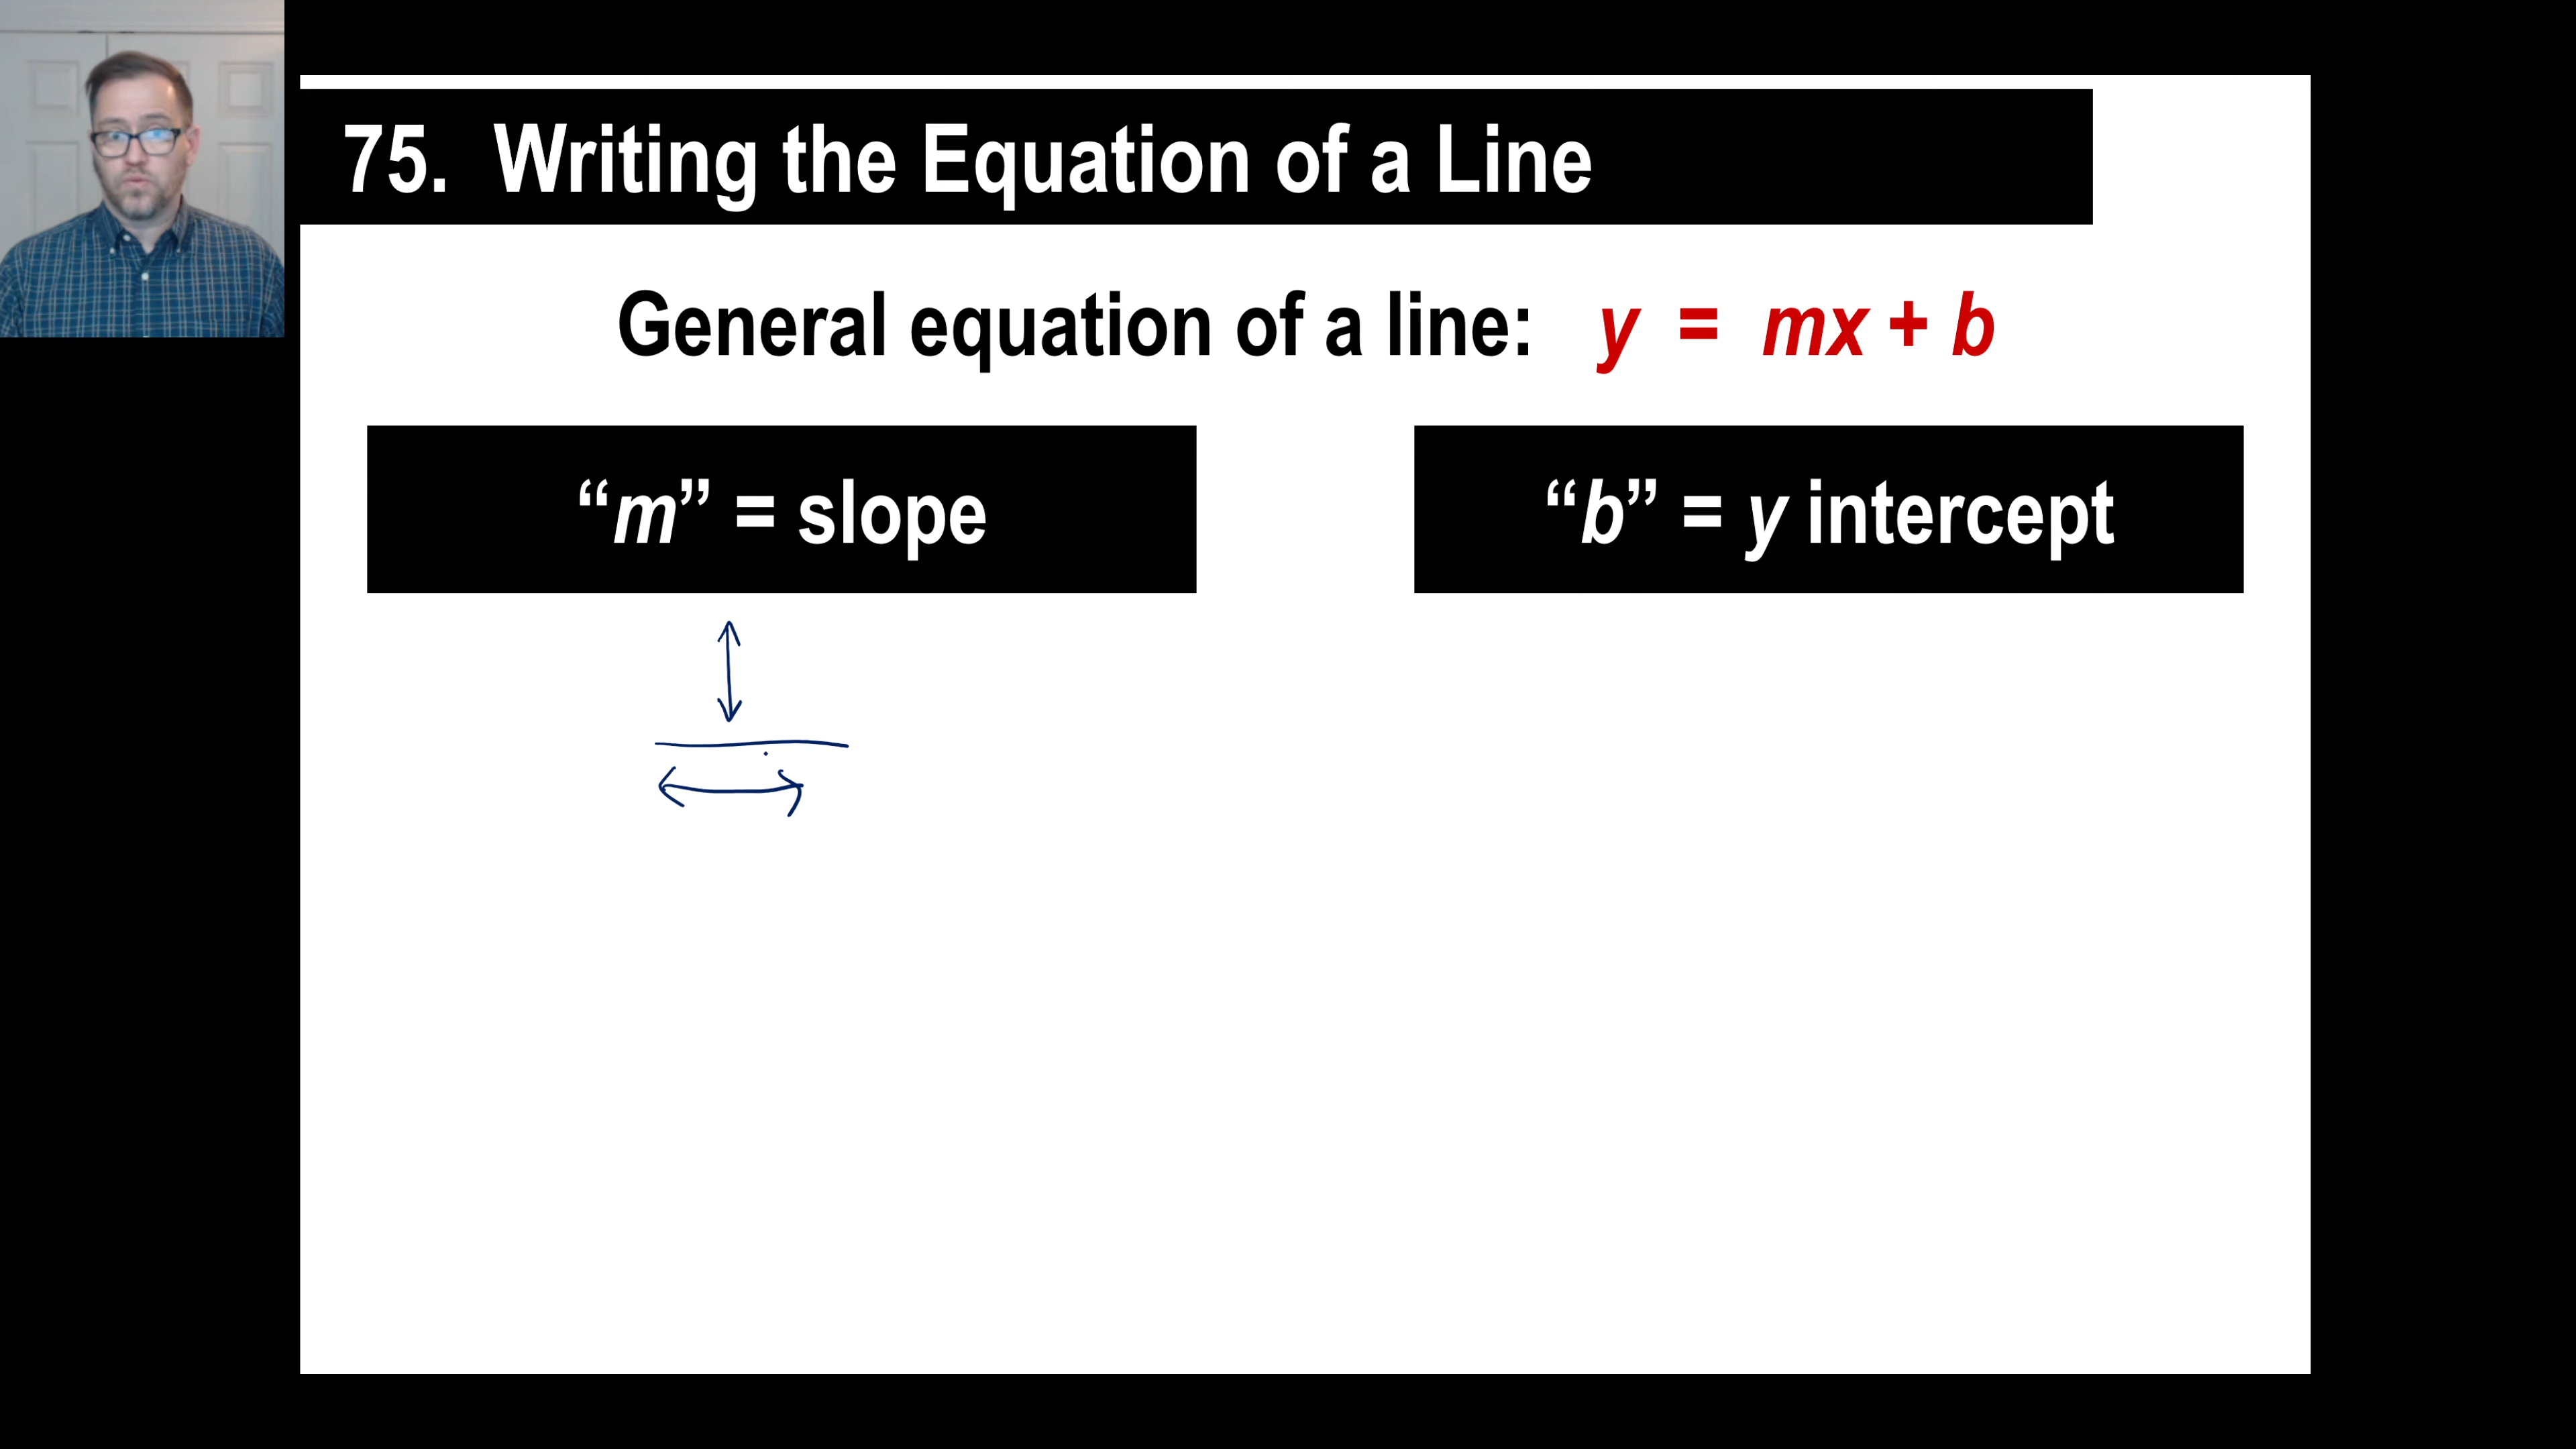 75. Writing the Equation of a Line
General equation of a line: y = mx + b
“m” = slope
“b” = y intercept